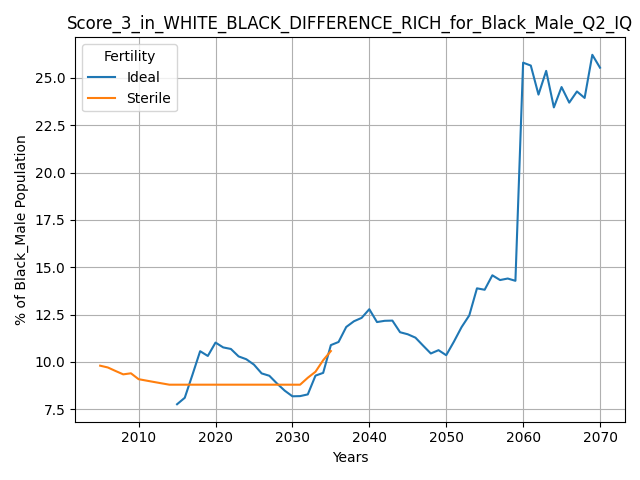 Score_3_in_WHITE_BLACK_DIFFERENCE_RICH_for_Black_Male_Q2_IQ
Fertility
Ideal
Sterile
% of Black_Male Population
25.0
22.5
20.0
17.5
15.0
12.5
10.0
7.5
2010 2020 2030 2040 2050 2060 2070
Years